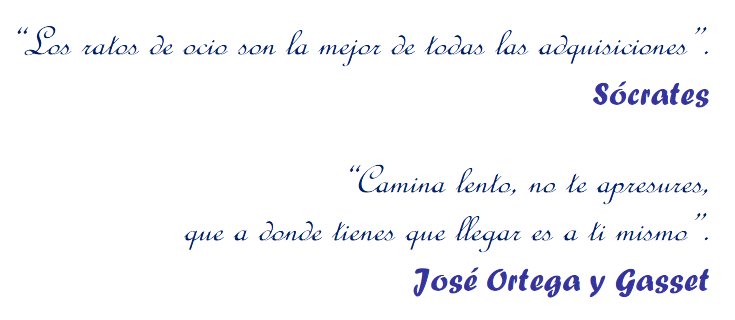 “Los ratos de ocio son la mejor de todas las adquisiciones”.
Sócrates
“Camina lento, no te apresures,
que a donde tienes que llegar es a ti mismo”.
José Ortega y Gasset